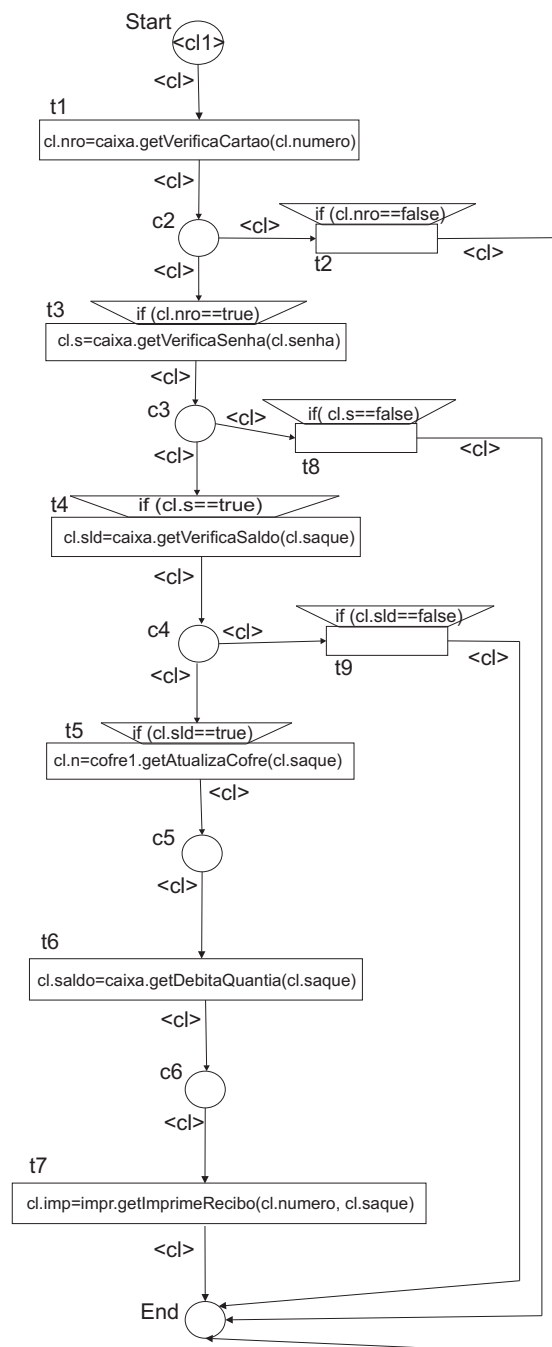 Start
<cl1>
<cl>
t1
cl.nro=caixa.getVerificaCartao(cl.numero)
<cl>
if (cl.nro==false)
c2
<cl>
t2
<cl>
<cl>
t3
if (cl.nro==true)
cl.s=caixa.getVerificaSenha(cl.senha)
<cl>
if( cl.s==false)
c3
<cl>
t8
<cl>
<cl>
t4
if (cl.s==true)
cl.sld=caixa.getVerificaSaldo(cl.saque)
<cl>
if (cl.sld==false)
c4
<cl>
t9
<cl>
<cl>
t5
if (cl.sld==true)
cl.n=cofre1.getAtualizaCofre(cl.saque)
<cl>
c5
<cl>
t6
cl.saldo=caixa.getDebitaQuantia(cl.saque)
<cl>
c6
<cl>
t7
cl.imp=impr.getImprimeRecibo(cl.numero, cl.saque)
<cl>
End